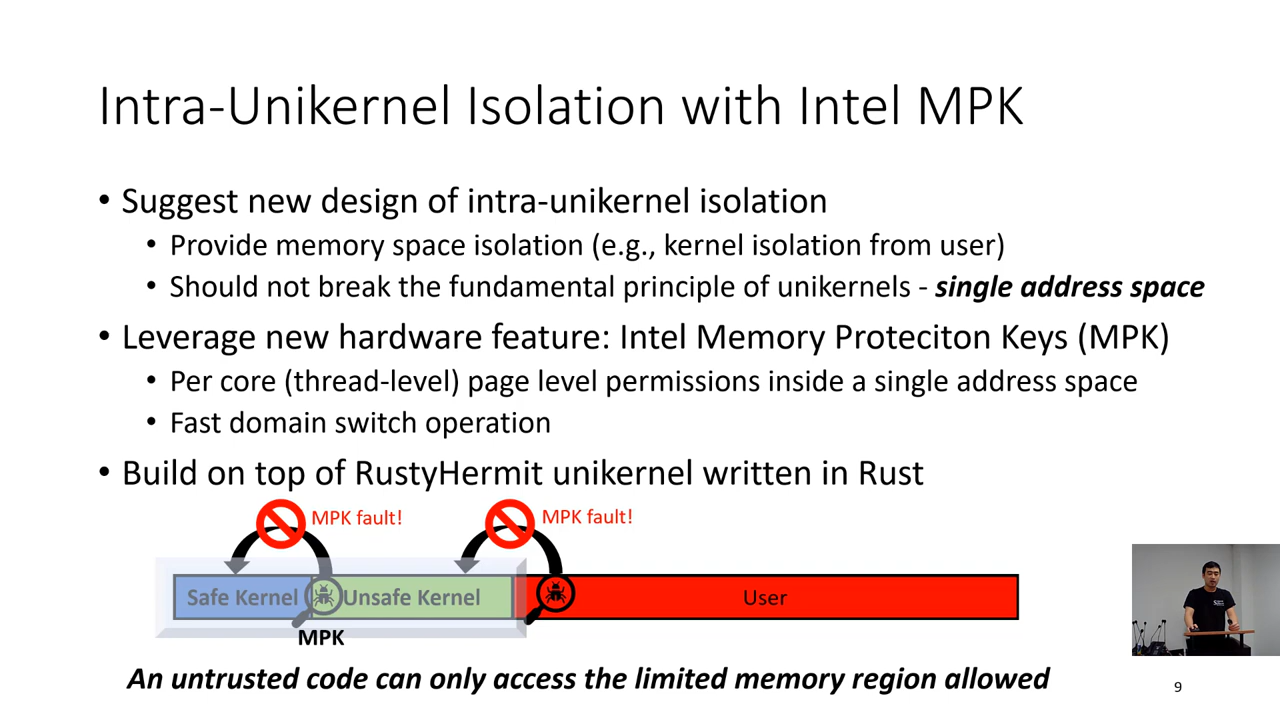 Intra-Unikernel Isolation with Intel MPK
• Suggest new design of intra-unikernel isolation
• Provide memory space isolation (e.g., kernel isolation from user)
• Should not break the fundamental principle of unikernels - single address space
• Leverage new hardware feature: Intel Memory Proteciton Keys (MPK)
• Per core (thread-level) page level permissions inside a single address space
• Fast domain switch operation
• Build on top of RustyHermit unikernel written in Rust
MPK fault! MPK fault!
Safe Kernel Unsafe Kernel User
MPK
An untrusted code can only access the limited memory region allowed
9